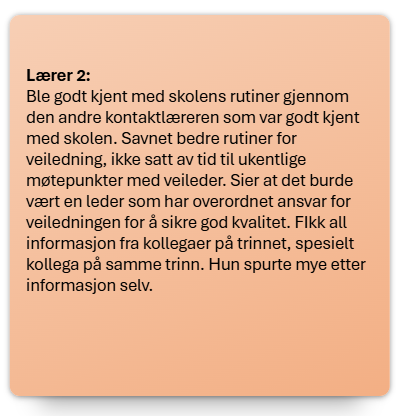 Lærer 2:
Ble godt kjent med skolens rutiner gjennom
den andre kontaktlæreren som var godt kjent
med skolen. Savnet bedre rutiner for
veiledning, ikke satt av tid til ukentlige
møtepunkter med veileder. Sier at det burde
vært en leder som har overordnet ansvar for
veiledningen for å sikre god kvalitet. FIkk all
informasjon fra kollegaer på trinnet, spesielt
kollega på samme trinn. Hun spurte mye etter
informasjon selv.